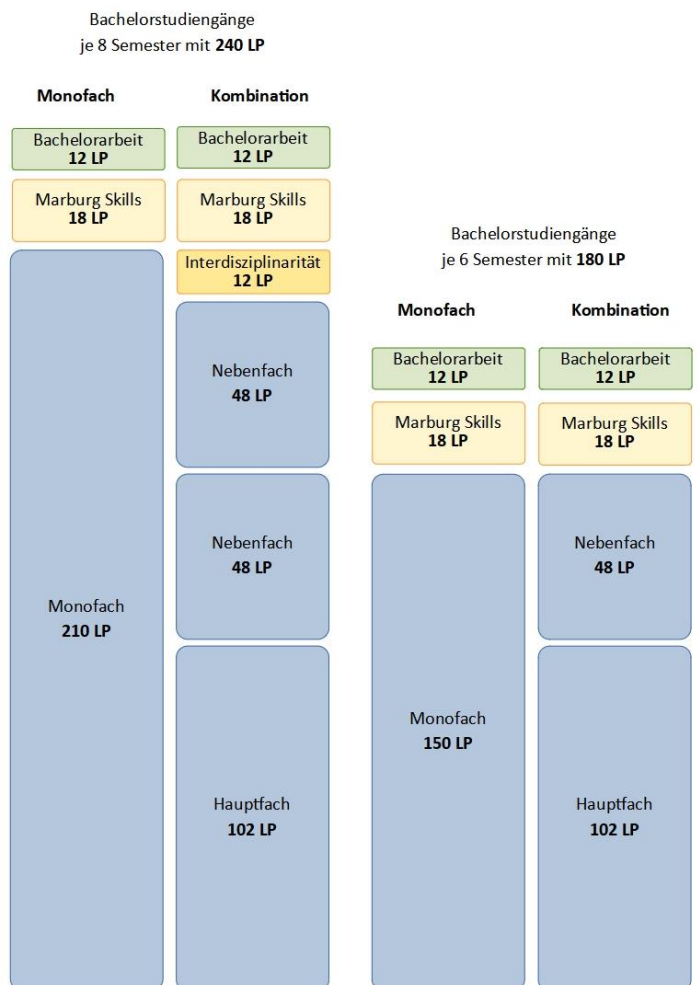 Bachelorstudiengänge
je 8 Semester mit 240 LP
Monofach
Kombination
Bachelorarbeit
12 LP
Marburg Skills
18 LP
Monofach
210 LP
Bachelorarbeit
12 LP
Marburg Skills
18 LP
Interdisziplinarität
12 LP
Nebenfach
48 LP
Nebenfach
48 LP
Hauptfach
102 LP
Bachelorstudiengänge
je 6 Semester mit 180 LP
Monofach
Kombination
Bachelorarbeit
12 LP
Marburg Skills
18 LP
Monofach
150 LP
Bachelorarbeit
12 LP
Marburg Skills
18 LP
Nebenfach
48 LP
Hauptfach
102 LP